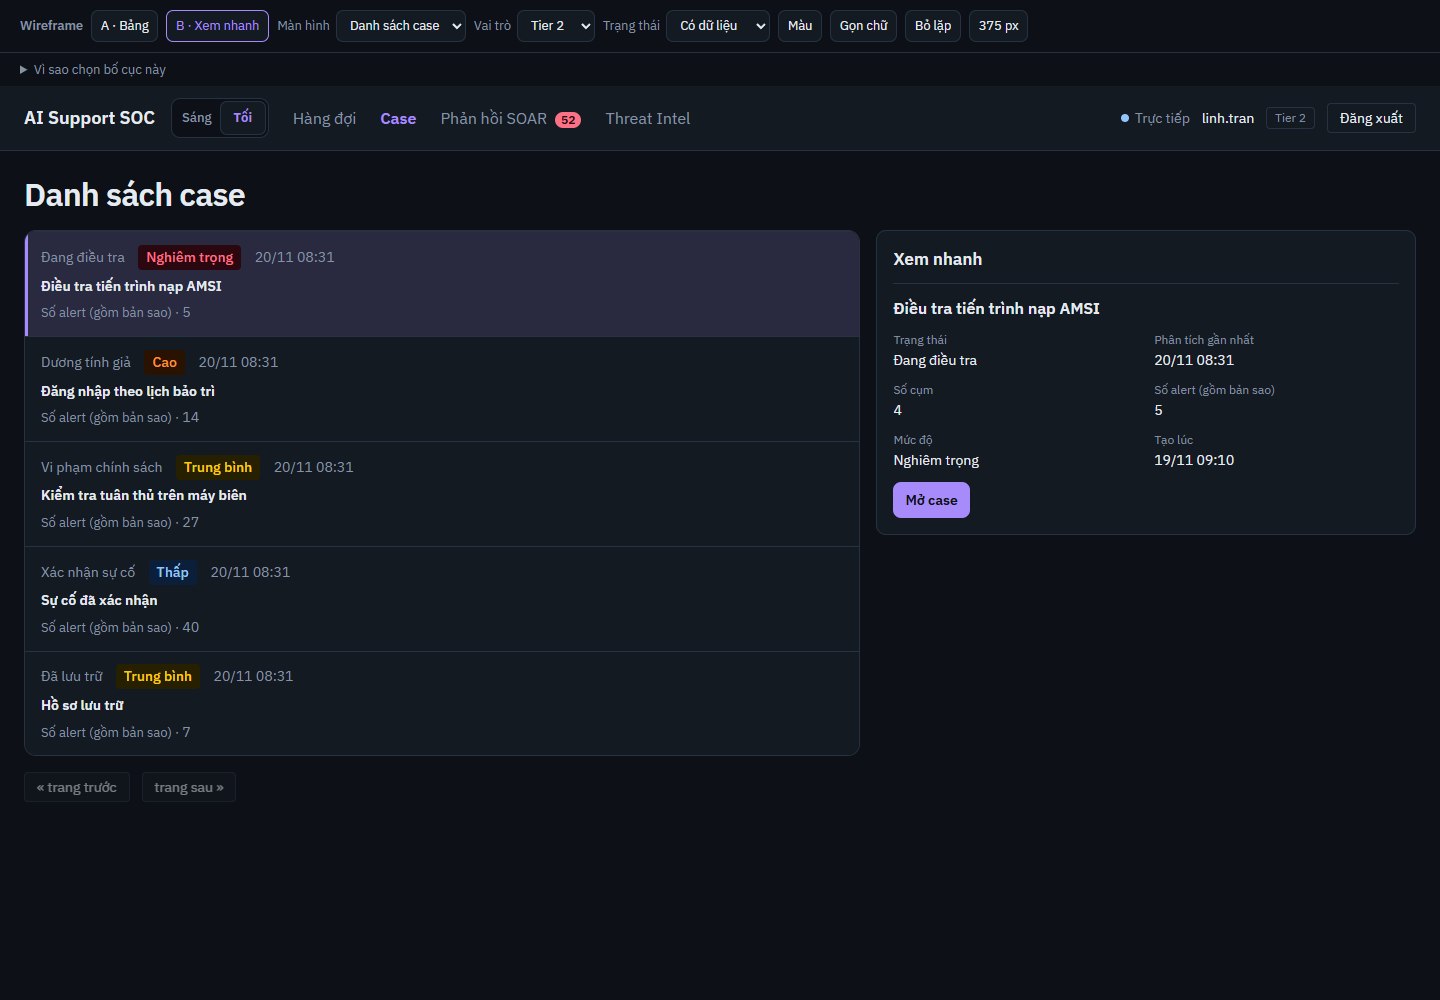 Wireframe A · Bảng B · Xem nhanh Màn hình Danh sách case Vai trò Tier 2 Trạng thái Có dữ liệu Màu Gọn chữ Bỏ lặp 375 px
▶ Vì sao chọn bố cục này
AI Support SOC Sáng Tối Hàng đợi Case Phản hồi SOAR 52 Threat Intel Trực tiếp linh.tran Tier 2 Đăng xuất
Danh sách case
Đang điều tra Nghiêm trọng 20/11 08:31
Điều tra tiến trình nạp AMSI
Số alert (gồm bản sao) · 5
Dương tính giả Cao 20/11 08:31
Đăng nhập theo lịch bảo trì
Số alert (gồm bản sao) · 14
Vi phạm chính sách Trung bình 20/11 08:31
Kiểm tra tuân thủ trên máy biên
Số alert (gồm bản sao) · 27
Xác nhận sự cố Thấp 20/11 08:31
Sự cố đã xác nhận
Số alert (gồm bản sao) · 40
Đã lưu trữ Trung bình 20/11 08:31
Hồ sơ lưu trữ
Số alert (gồm bản sao) · 7
« trang trước trang sau »
Xem nhanh
Điều tra tiến trình nạp AMSI
Trạng thái Phân tích gần nhất
Đang điều tra 20/11 08:31
Số cụm Số alert (gồm bản sao)
4 5
Mức độ Tạo lúc
Nghiêm trọng 19/11 09:10
Mở case